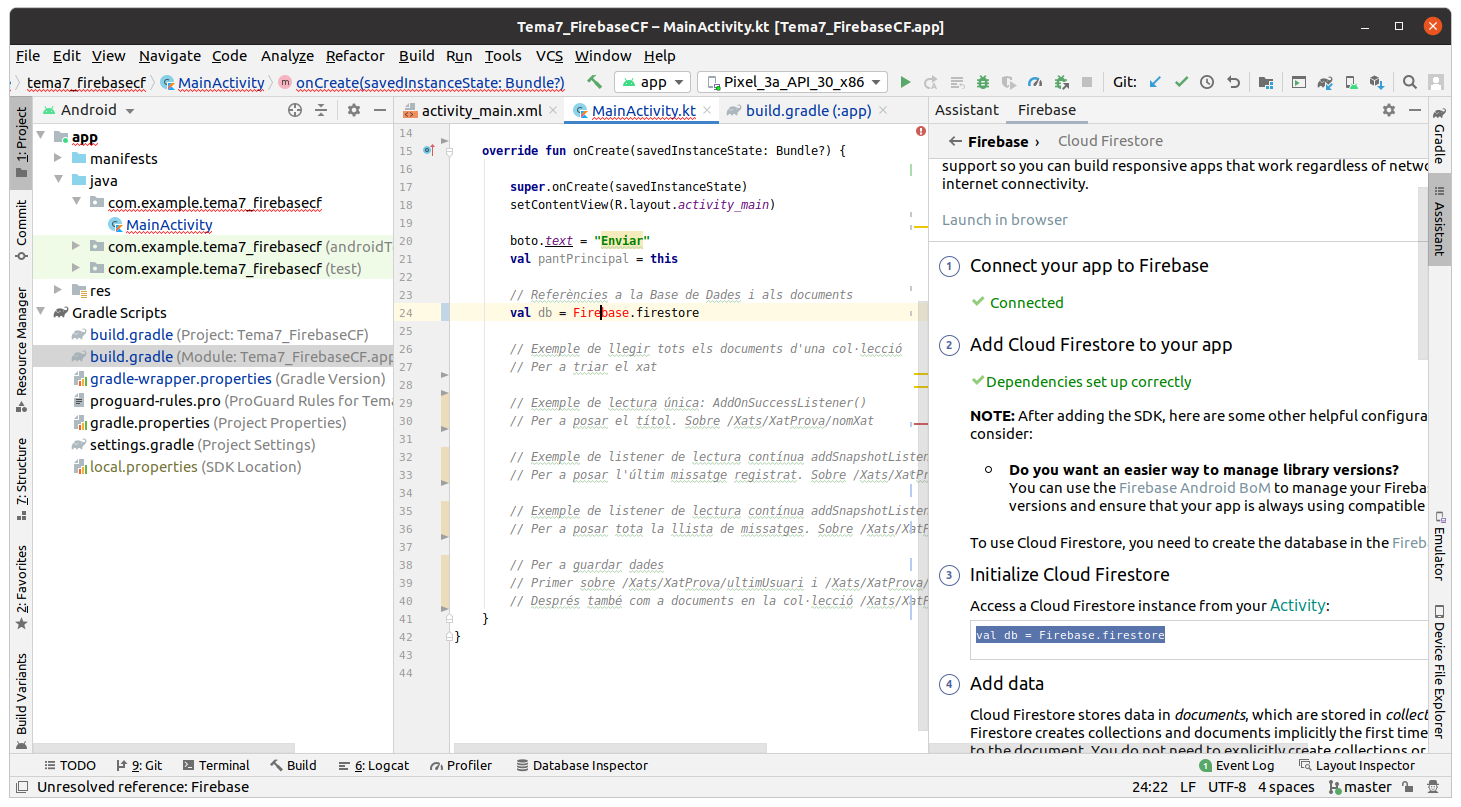 Tema7_FirebaseCF – MainActivity.kt [Tema7_FirebaseCF.app]
File Edit View Navigate Code Analyze Refactor Build Run Tools VCS Window Help
tema7_firebasecf MainActivity m onCreate(savedInstanceState: Bundle?) app Pixel_3a_API_30_x86 Git:
Android
activity_main.xml MainActivity.kt build.gradle (:app)
Assistant Firebase
1: Project
Commit
Resource Manager
7: Structure
2: Favorites
Build Variants
app
manifests
java
com.example.tema7_firebasecf
MainActivity
com.example.tema7_firebasecf (androidT
com.example.tema7_firebasecf (test)
res
Gradle Scripts
build.gradle (Project: Tema7_FirebaseCF)
build.gradle (Module: Tema7_FirebaseCF.app
gradle-wrapper.properties (Gradle Version)
proguard-rules.pro (ProGuard Rules for Tem
gradle.properties (Project Properties)
settings.gradle (Project Settings)
local.properties (SDK Location)
14
15 override fun onCreate(savedInstanceState: Bundle?) {
16
17 super.onCreate(savedInstanceState)
18 setContentView(R.layout.activity_main)
19
20 boto.text = "Enviar"
21 val pantPrincipal = this
22
23 // Referències a la Base de Dades i als documents
24 val db = Firebase.firestore
25
26 // Exemple de llegir tots els documents d'una col·lecció
27 // Per a triar el xat
28
29 // Exemple de lectura única: AddOnSuccessListener()
30 // Per a posar el títol. Sobre /Xats/XatProva/nomXat
31
32 // Exemple de listener de lectura contínua addSnapshotListen
33 // Per a posar l'últim missatge registrat. Sobre /Xats/XatPr
34
35 // Exemple de listener de lectura contínua addSnapshotListen
36 // Per a posar tota la llista de missatges. Sobre /Xats/XatP
37
38 // Per a guardar dades
39 // Primer sobre /Xats/XatProva/ultimUsuari i /Xats/XatProva/
40 // Després també com a documents en la col·lecció /Xats/XatP
41 }
42 }
43
44
← Firebase › Cloud Firestore
support so you can build responsive apps that work regardless of netwo
internet connectivity.
Launch in browser
1 Connect your app to Firebase
Connected
2 Add Cloud Firestore to your app
Dependencies set up correctly
NOTE: After adding the SDK, here are some other helpful configura
consider:
Do you want an easier way to manage library versions?
You can use the Firebase Android BoM to manage your Fireba
versions and ensure that your app is always using compatible
To use Cloud Firestore, you need to create the database in the Fireb
3 Initialize Cloud Firestore
Access a Cloud Firestore instance from your Activity:
val db = Firebase.firestore
4 Add data
Cloud Firestore stores data in documents, which are stored in collect
Firestore creates collections and documents implicitly the first time
to the document. You do not need to explicitly create collections or
Gradle
Assistant
Emulator
Device File Explorer
TODO 9: Git Terminal Build 6: Logcat Profiler Database Inspector 1 Event Log Layout Inspector
Unresolved reference: Firebase 24:22 LF UTF-8 4 spaces master